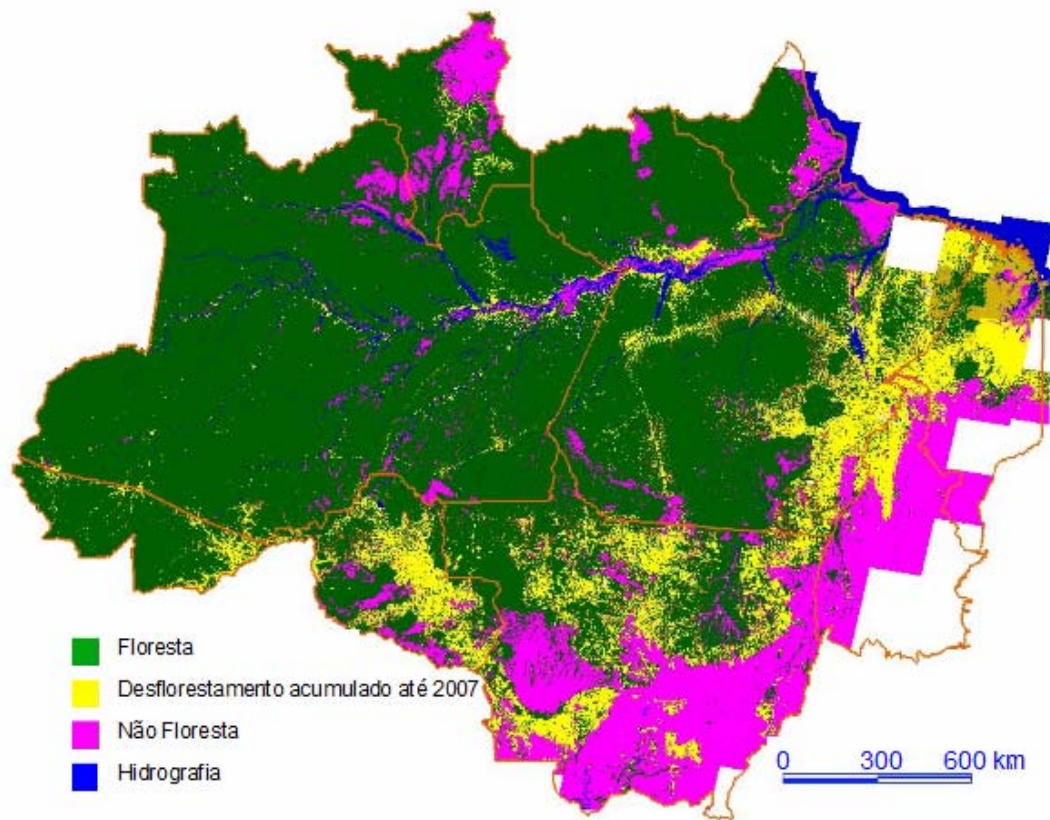 Floresta
Desflorestamento acumulado até 2007
Não Floresta
Hidrografia
0 300 600 km